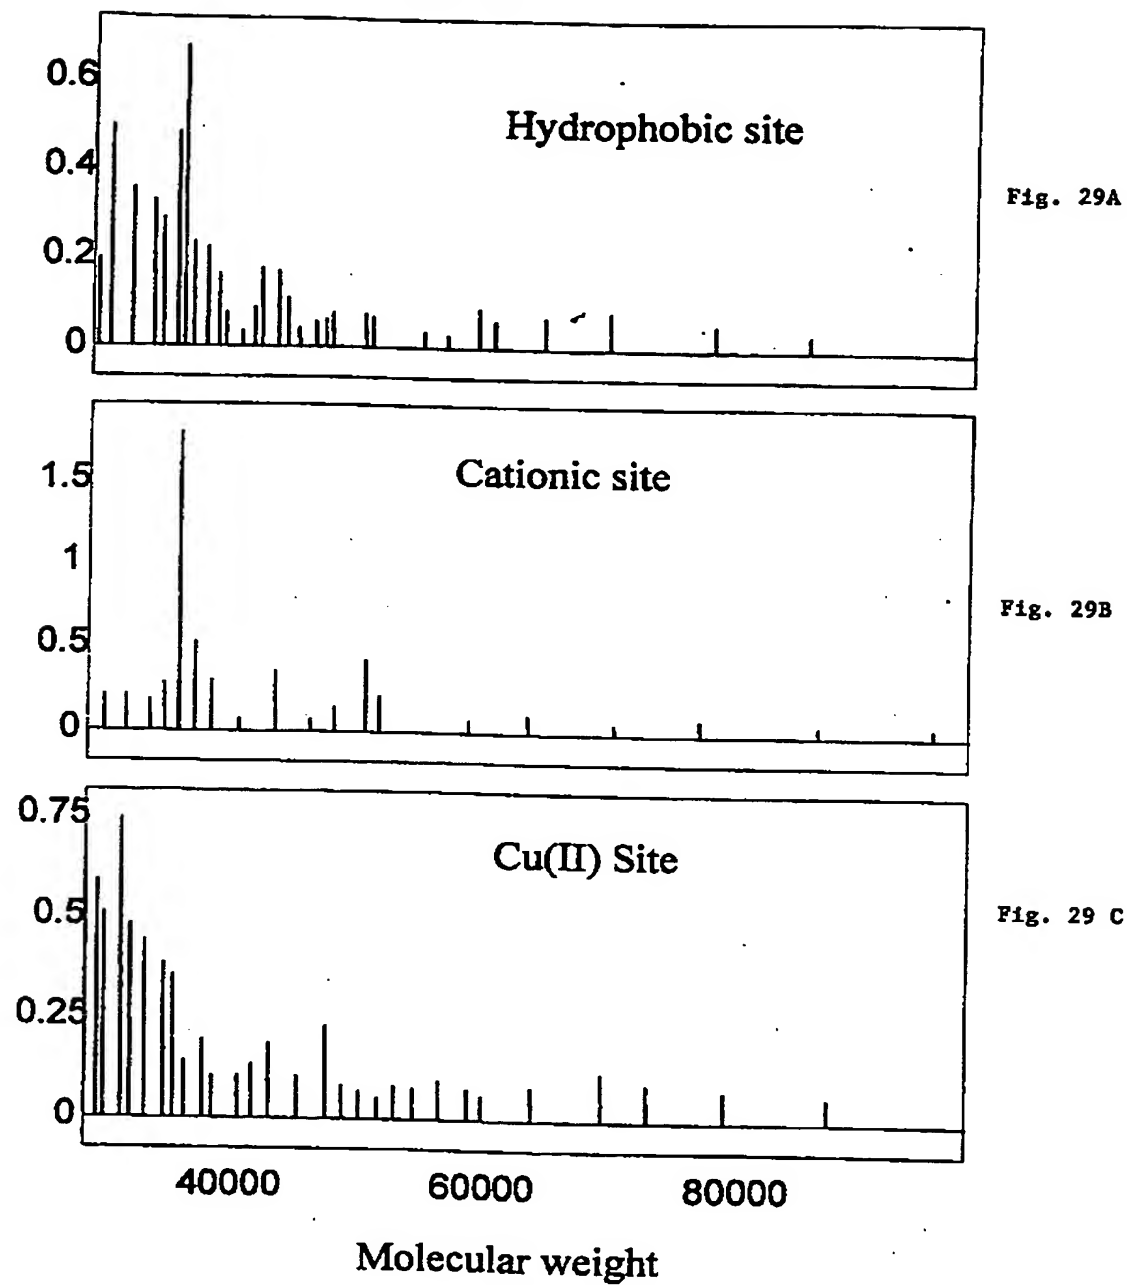 0.6
Hydrophobic site
0.4
Fig. 29A
0.2
0
1.5
Cationic site
1
Fig. 29B
0.5
0
0.75
Cu(II) Site
0.5
Fig. 29 C
0.25
0
40000 60000 80000
Molecular weight